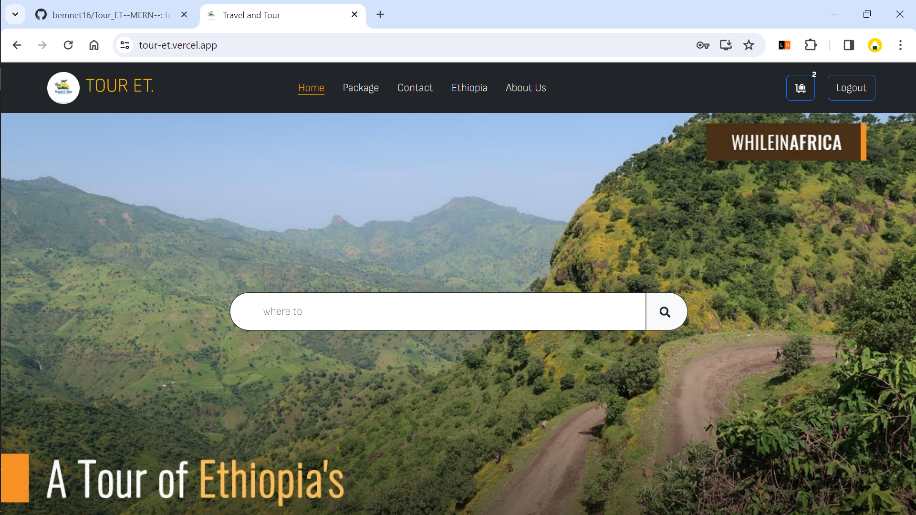 bemnet16/Tour_ET--MERN--: to
Travel and Tour
tour-et.vercel.app
TOUR ET.
Home
Package
Contact
Ethiopia
About Us
2
Logout
WHILEINAFRICA
where to
A Tour of Ethiopia's